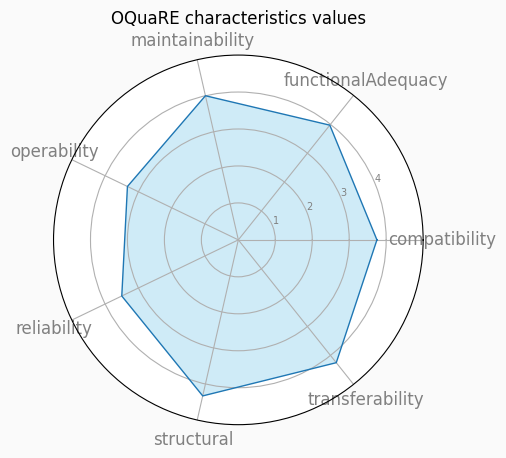 OQuaRE characteristics values
maintainability
functionalAdequacy
operability
4
3
2
1
compatibility
reliability
transferability
structural